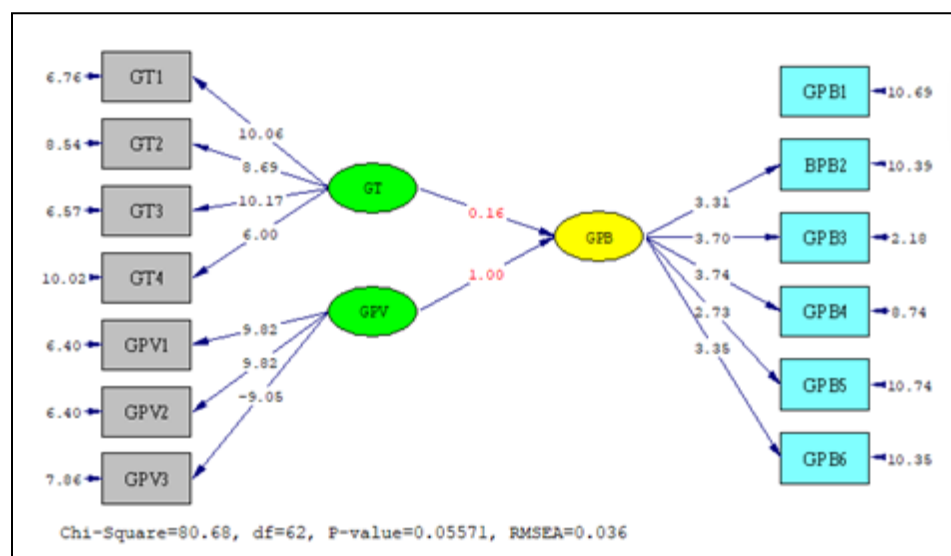 6.76 GT1
8.54 GT2
6.57 GT3
10.02 GT4
6.40 GPV1
6.40 GPV2
7.06 GPV3
10.06
8.69
10.17
6.00
9.82
9.82
-9.05
GT
GPV
0.16
1.00
GPB
3.31
3.70
3.74
2.73
3.35
GPB1 10.69
BPB2 10.39
GPB3 2.18
GPB4 8.74
GPB5 10.74
GPB6 10.35
Chi-Square=80.68, df=62, P-value=0.05571, RMSEA=0.036